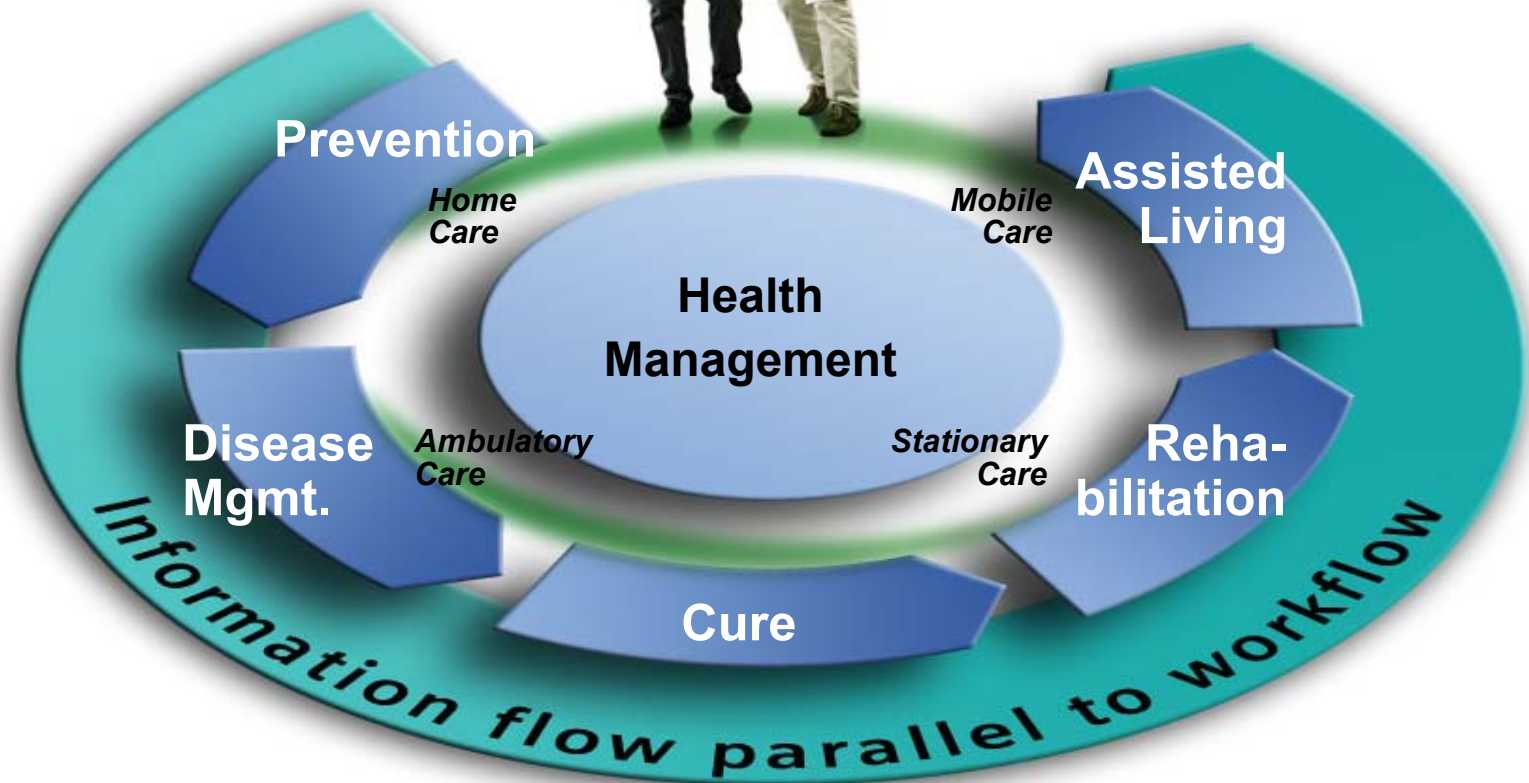 Prevention
Home
Care
Mobile
Care
Assisted
Living
Health
Management
Disease
Mgmt.
Ambulatory
Care
Stationary
Care
Reha-
bilitation
Cure
Information flow parallel to workflow